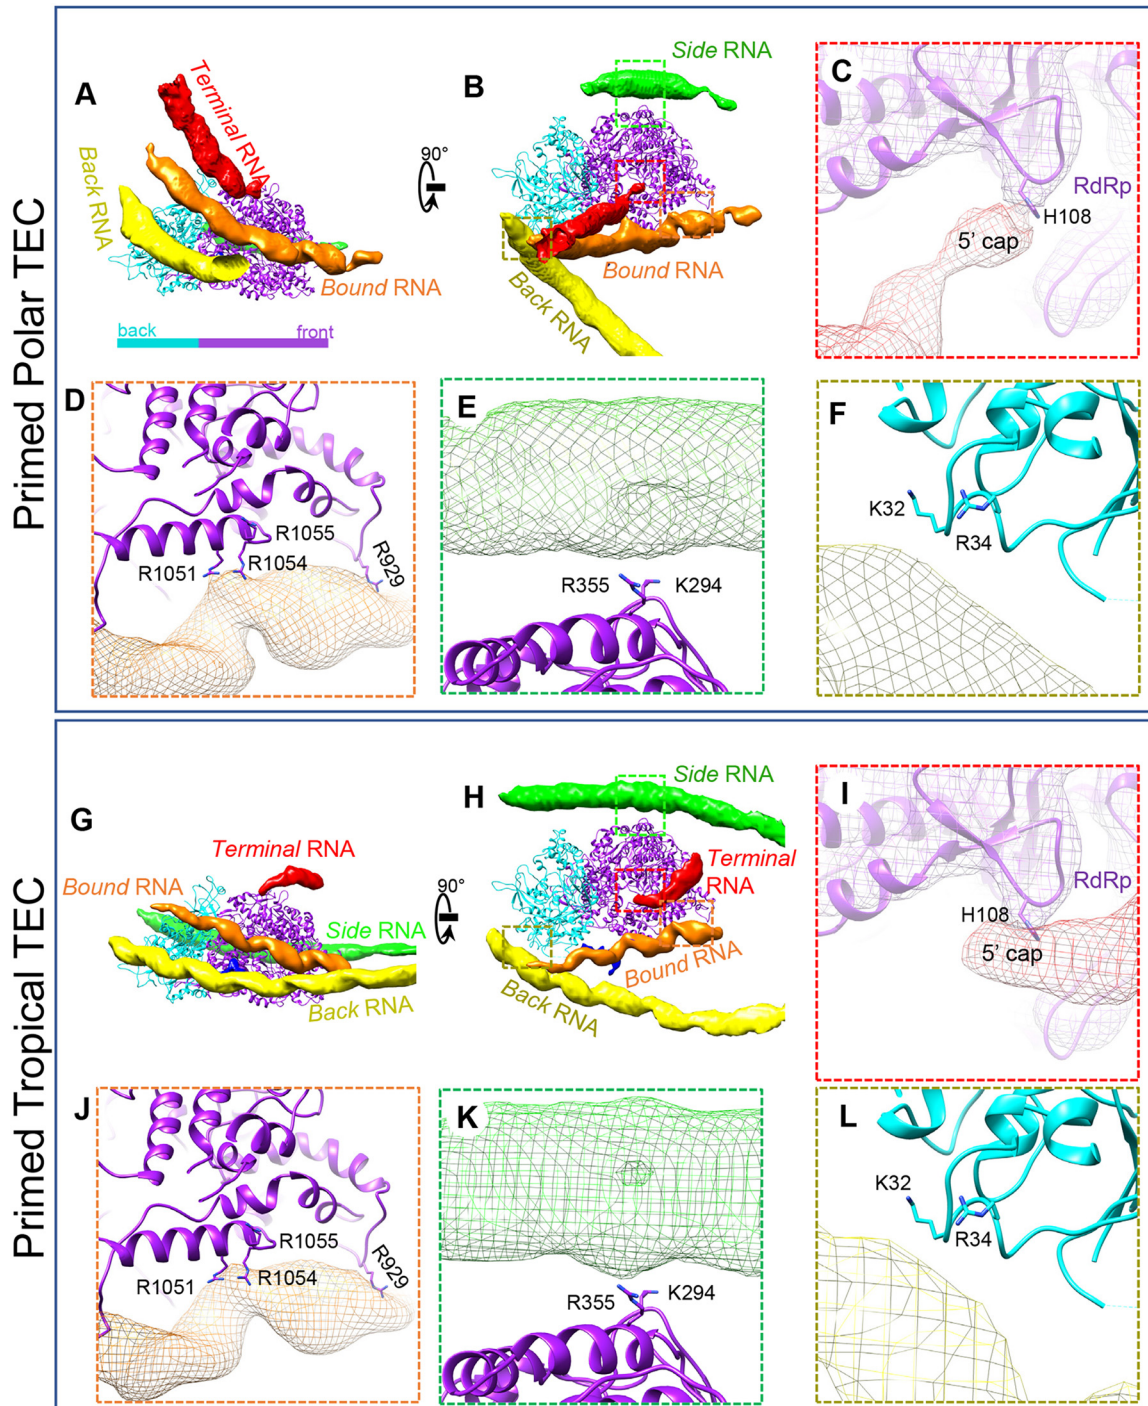 Primed Polar TEC
A
Terminal RNA
Back RNA
Bound RNA
back
front
90°
B
Side RNA
Bound RNA
Back RNA
C
RdRp
H108
5’ cap
D
R1055
R1054
R1051
R929
E
R355
K294
F
K32
R34
Primed Tropical TEC
G
Terminal RNA
Bound RNA
Side RNA
Back RNA
90°
H
Side RNA
Terminal
RNA
Bound RNA
Back RNA
I
RdRp
H108
5’ cap
J
R1055
R1054
R1051
R929
K
R355
K294
L
K32
R34